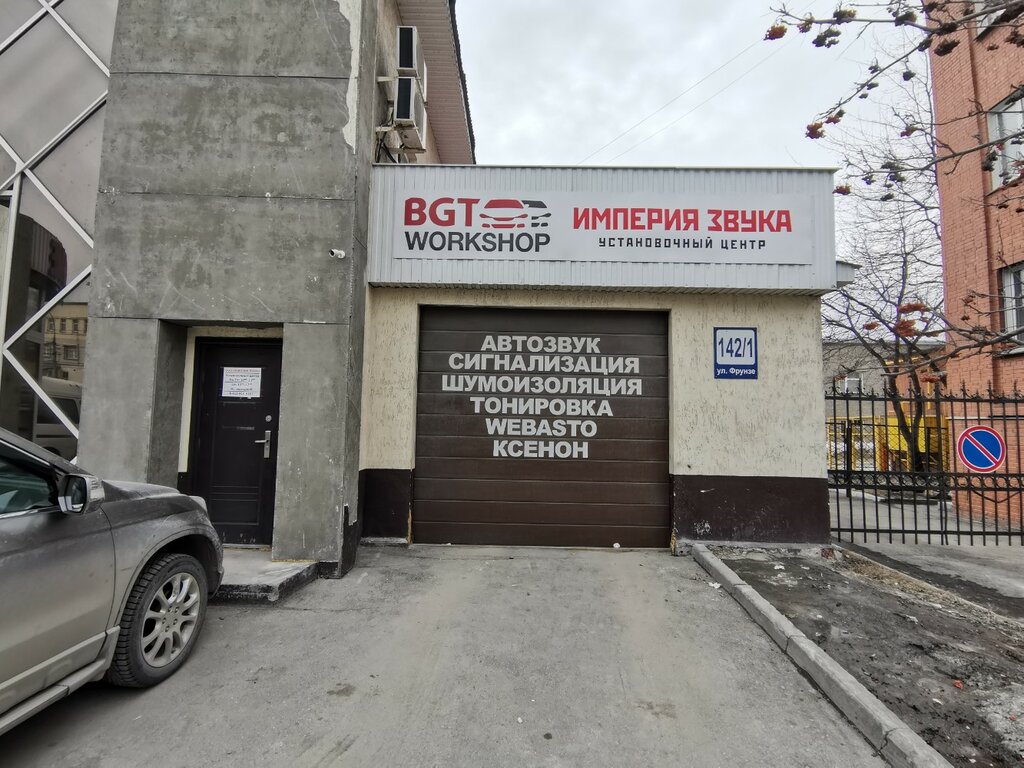 BGT
WORKSHOP
ИМПЕРИЯ ЗВУКА
УСТАНОВОЧНЫЙ ЦЕНТР
АВТОЗВУК
СИГНАЛИЗАЦИЯ
ШУМОИЗОЛЯЦИЯ
ТОНИРОВКА
WEBASTO
КСЕНОН
142/1
ул. Фрунзе